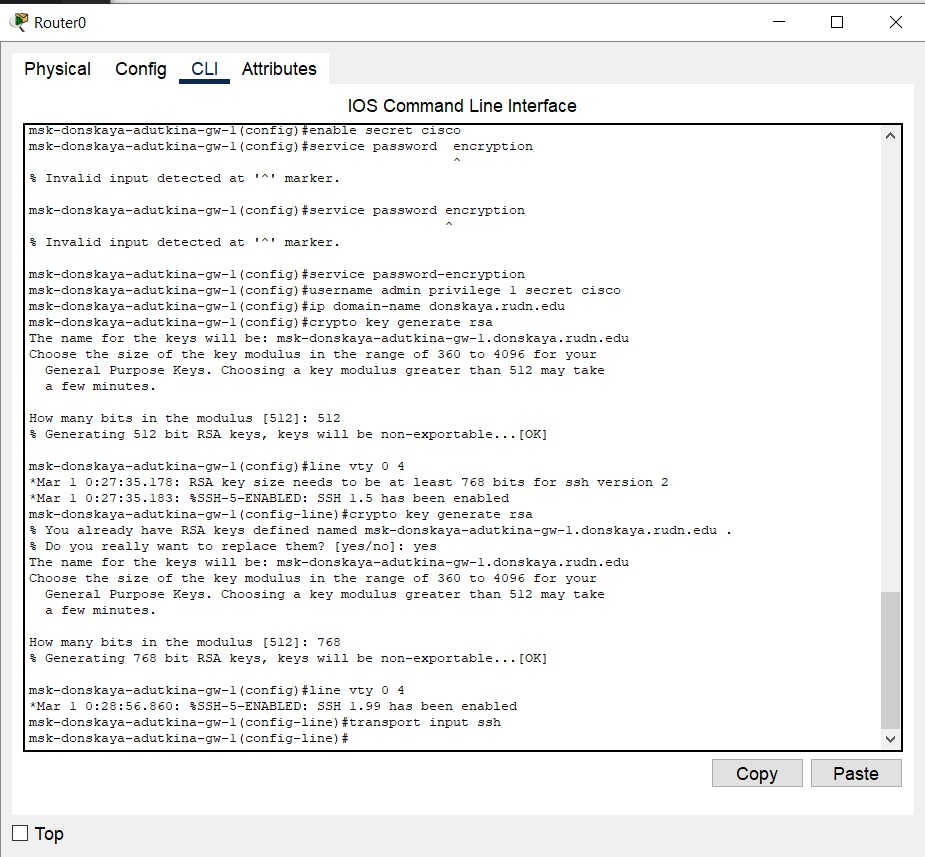 Router0
Physical Config CLI Attributes
IOS Command Line Interface
msk-donskaya-adutkina-gw-1(config)#enable secret cisco
msk-donskaya-adutkina-gw-1(config)#service password  encryption
^
% Invalid input detected at '^' marker.
msk-donskaya-adutkina-gw-1(config)#service password encryption
^
% Invalid input detected at '^' marker.
msk-donskaya-adutkina-gw-1(config)#service password-encryption
msk-donskaya-adutkina-gw-1(config)#username admin privilege 1 secret cisco
msk-donskaya-adutkina-gw-1(config)#ip domain-name donskaya.rudn.edu
msk-donskaya-adutkina-gw-1(config)#crypto key generate rsa
The name for the keys will be: msk-donskaya-adutkina-gw-1.donskaya.rudn.edu
Choose the size of the key modulus in the range of 360 to 4096 for your
General Purpose Keys. Choosing a key modulus greater than 512 may take
a few minutes.
How many bits in the modulus [512]: 512
% Generating 512 bit RSA keys, keys will be non-exportable...[OK]
msk-donskaya-adutkina-gw-1(config)#line vty 0 4
*Mar 1 0:27:35.178: RSA key size needs to be at least 768 bits for ssh version 2
*Mar 1 0:27:35.183: %SSH-5-ENABLED: SSH 1.5 has been enabled
msk-donskaya-adutkina-gw-1(config-line)#crypto key generate rsa
% You already have RSA keys defined named msk-donskaya-adutkina-gw-1.donskaya.rudn.edu .
% Do you really want to replace them? [yes/no]: yes
The name for the keys will be: msk-donskaya-adutkina-gw-1.donskaya.rudn.edu
Choose the size of the key modulus in the range of 360 to 4096 for your
General Purpose Keys. Choosing a key modulus greater than 512 may take
a few minutes.
How many bits in the modulus [512]: 768
% Generating 768 bit RSA keys, keys will be non-exportable...[OK]
msk-donskaya-adutkina-gw-1(config)#line vty 0 4
*Mar 1 0:28:56.860: %SSH-5-ENABLED: SSH 1.99 has been enabled
msk-donskaya-adutkina-gw-1(config-line)#transport input ssh
msk-donskaya-adutkina-gw-1(config-line)#
Copy Paste
Top